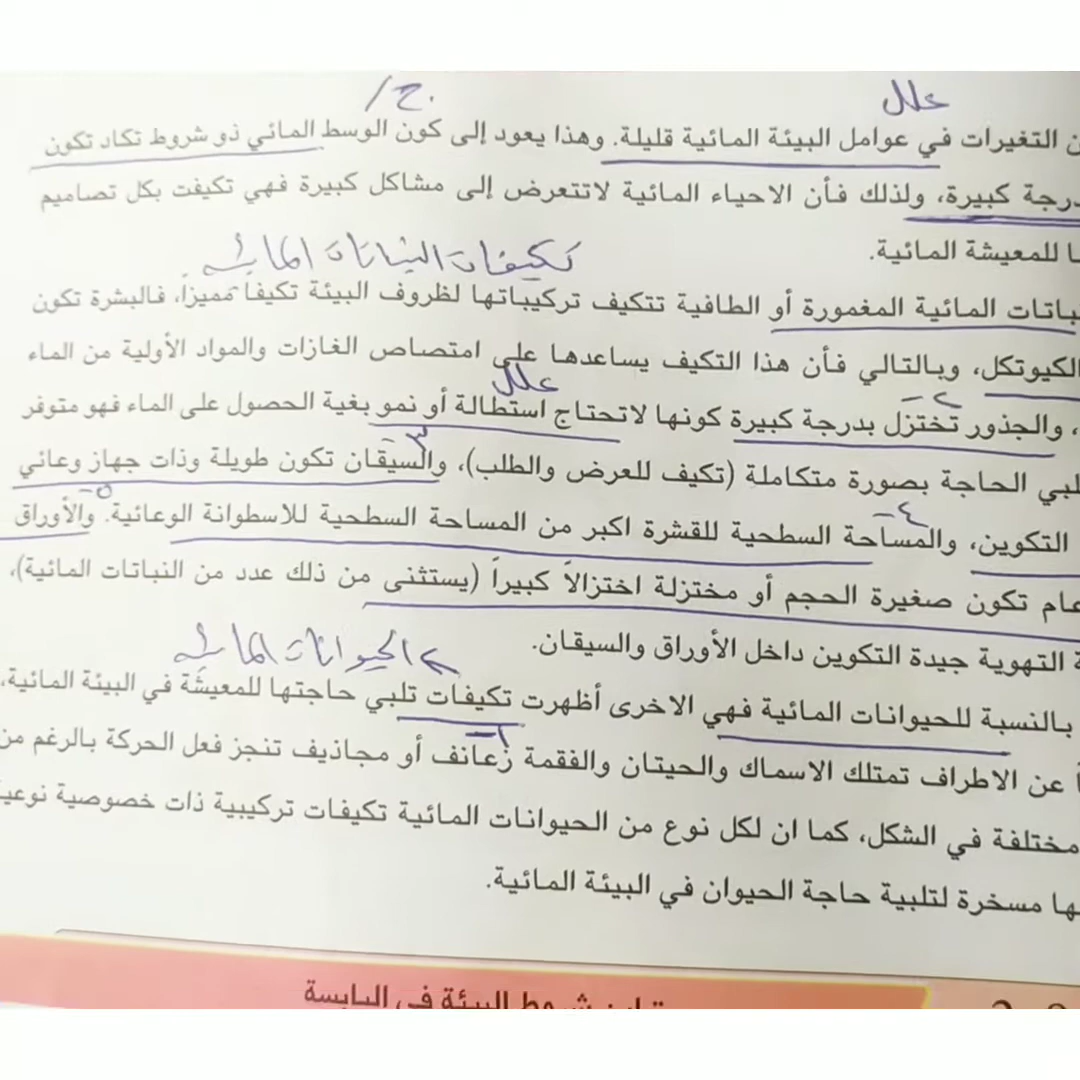 علل
ج/
التغيرات في عوامل البيئة المائية قليلة. وهذا يعود إلى كون الوسط المائي ذو شروط تكاد تكون
كبيرة، ولذلك فأن الاحياء المائية لاتتعرض إلى مشاكل كبيرة فهي تكيفت بكل تصاميم
للمعيشة المائية.
تكيفات النباتات المائية
المائية المغمورة أو الطافية تتكيف تركيباتها لظروف البيئة تكيفاً مميزاً، فالبشرة تكون
الكيوتكل، وبالتالي فأن هذا التكيف يساعدها على امتصاص الغازات والمواد الأولية من الماء
علل
٢-
، والجذور تختزل بدرجة كبيرة كونها لاتحتاج استطالة أو نمو بغية الحصول على الماء فهو متوفر
٣-
الحاجة بصورة متكاملة (تكيف للعرض والطلب)، والسيقان تكون طويلة وذات جهاز وعائي
٤-
٥-
التكوين، والمساحة السطحية للقشرة اكبر من المساحة السطحية للاسطوانة الوعائية. والأوراق
عام تكون صغيرة الحجم أو مختزلة اختزالاً كبيراً (يستثنى من ذلك عدد من النباتات المائية)،
التهوية جيدة التكوين داخل الأوراق والسيقان.
الحيوانات المائية
بالنسبة للحيوانات المائية فهي الاخرى أظهرت تكيفات تلبي حاجتها للمعيشة في البيئة المائية،
١-
عن الاطراف تمتلك الاسماك والحيتان والفقمة زعانف أو مجاذيف تنجز فعل الحركة بالرغم من
مختلفة في الشكل، كما ان لكل نوع من الحيوانات المائية تكيفات تركيبية ذات خصوصية
مسخرة لتلبية حاجة الحيوان في البيئة المائية.
شروط البيئة في اليابسة